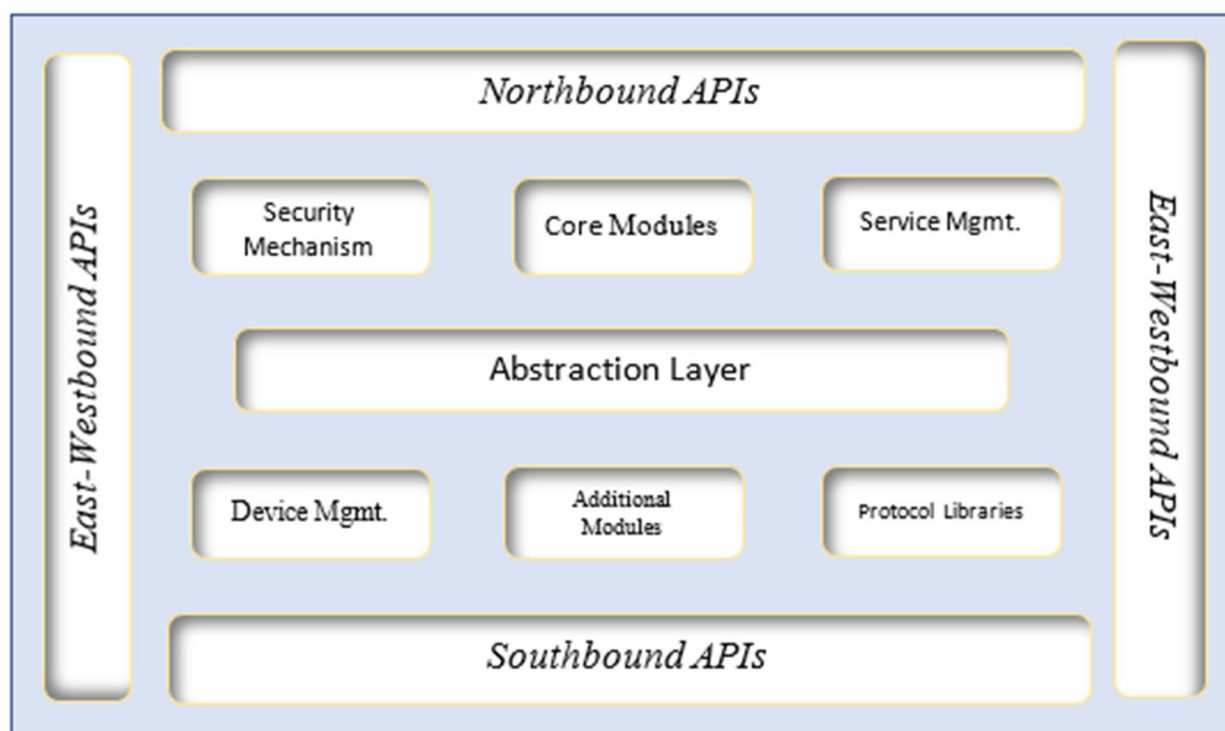 Northbound APIs
East-Westbound APIs
Security
Mechanism
Core Modules
Service Mgmt.
East-Westbound APIs
Abstraction Layer
Device Mgmt.
Additional
Modules
Protocol Libraries
Southbound APIs